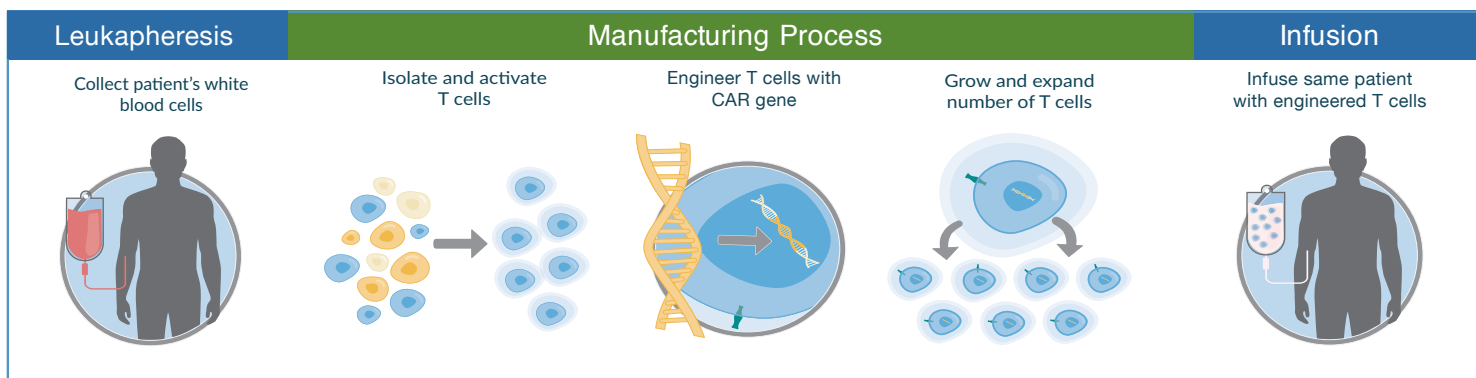 Leukapheresis
Manufacturing Process
Infusion
Collect patient's white
blood cells
Isolate and activate
T cells
Engineer T cells with
CAR gene
Grow and expand
number of T cells
Infuse same patient
with engineered T cells